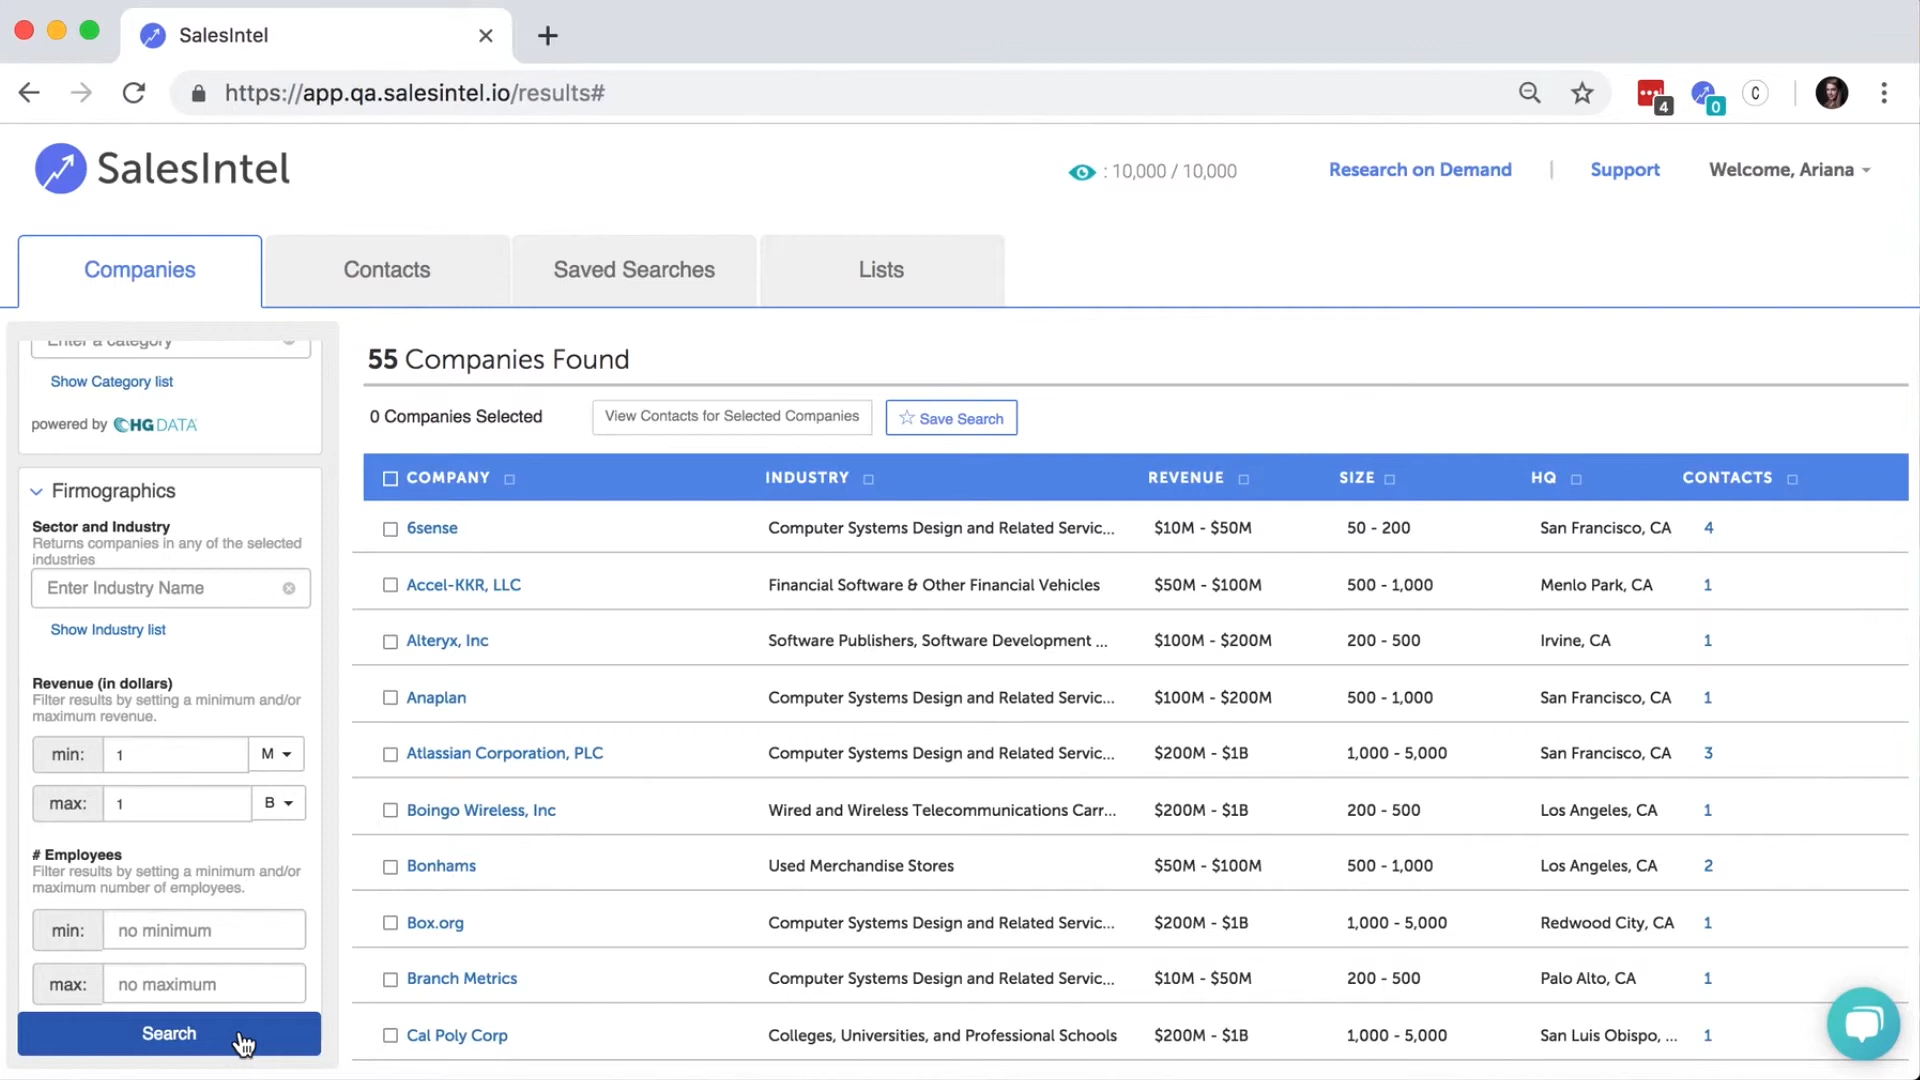 SalesIntel
https://app.qa.salesintel.io/results#
4
0
C
SalesIntel
: 10,000 / 10,000
Research on Demand
|
Support
Welcome, Ariana
Companies
Contacts
Saved Searches
Lists
Enter a category
Show Category list
powered by HG DATA
Firmographics
Sector and Industry
Returns companies in any of the selected
industries
Enter Industry Name
Show Industry list
Revenue (in dollars)
Filter results by setting a minimum and/or
maximum revenue.
min: 1 M
max: 1 B
# Employees
Filter results by setting a minimum and/or
maximum number of employees.
min: no minimum
max: no maximum
Search
55 Companies Found
0 Companies Selected
View Contacts for Selected Companies
Save Search
COMPANY INDUSTRY REVENUE SIZE HQ CONTACTS
6sense Computer Systems Design and Related Servic... $10M - $50M 50 - 200 San Francisco, CA 4
Accel-KKR, LLC Financial Software & Other Financial Vehicles $50M - $100M 500 - 1,000 Menlo Park, CA 1
Alteryx, Inc Software Publishers, Software Development ... $100M - $200M 200 - 500 Irvine, CA 1
Anaplan Computer Systems Design and Related Servic... $100M - $200M 500 - 1,000 San Francisco, CA 1
Atlassian Corporation, PLC Computer Systems Design and Related Servic... $200M - $1B 1,000 - 5,000 San Francisco, CA 3
Boingo Wireless, Inc Wired and Wireless Telecommunications Carr... $200M - $1B 200 - 500 Los Angeles, CA 1
Bonhams Used Merchandise Stores $50M - $100M 500 - 1,000 Los Angeles, CA 2
Box.org Computer Systems Design and Related Servic... $200M - $1B 1,000 - 5,000 Redwood City, CA 1
Branch Metrics Computer Systems Design and Related Servic... $10M - $50M 200 - 500 Palo Alto, CA 1
Cal Poly Corp Colleges, Universities, and Professional Schools $200M - $1B 1,000 - 5,000 San Luis Obispo, ... 1